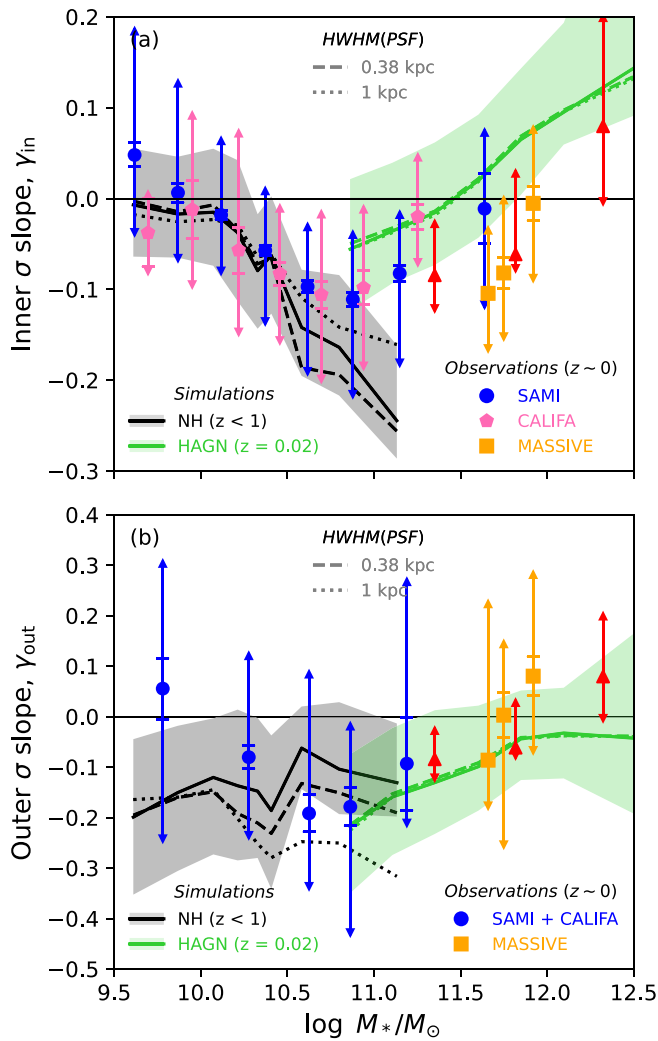 0.2
(a)
HWHM(PSF)
0.38 kpc
1 kpc
0.1
0.0
−0.1
−0.2
−0.3
Inner σ slope, γin
Simulations
NH (z < 1)
HAGN (z = 0.02)
Observations (z ~ 0)
SAMI
CALIFA
MASSIVE
0.4
(b)
HWHM(PSF)
0.38 kpc
1 kpc
0.3
0.2
0.1
0.0
−0.1
−0.2
−0.3
−0.4
−0.5
Outer σ slope, γout
Simulations
NH (z < 1)
HAGN (z = 0.02)
Observations (z ~ 0)
SAMI + CALIFA
MASSIVE
9.5 10.0 10.5 11.0 11.5 12.0 12.5
log M*/M⊙